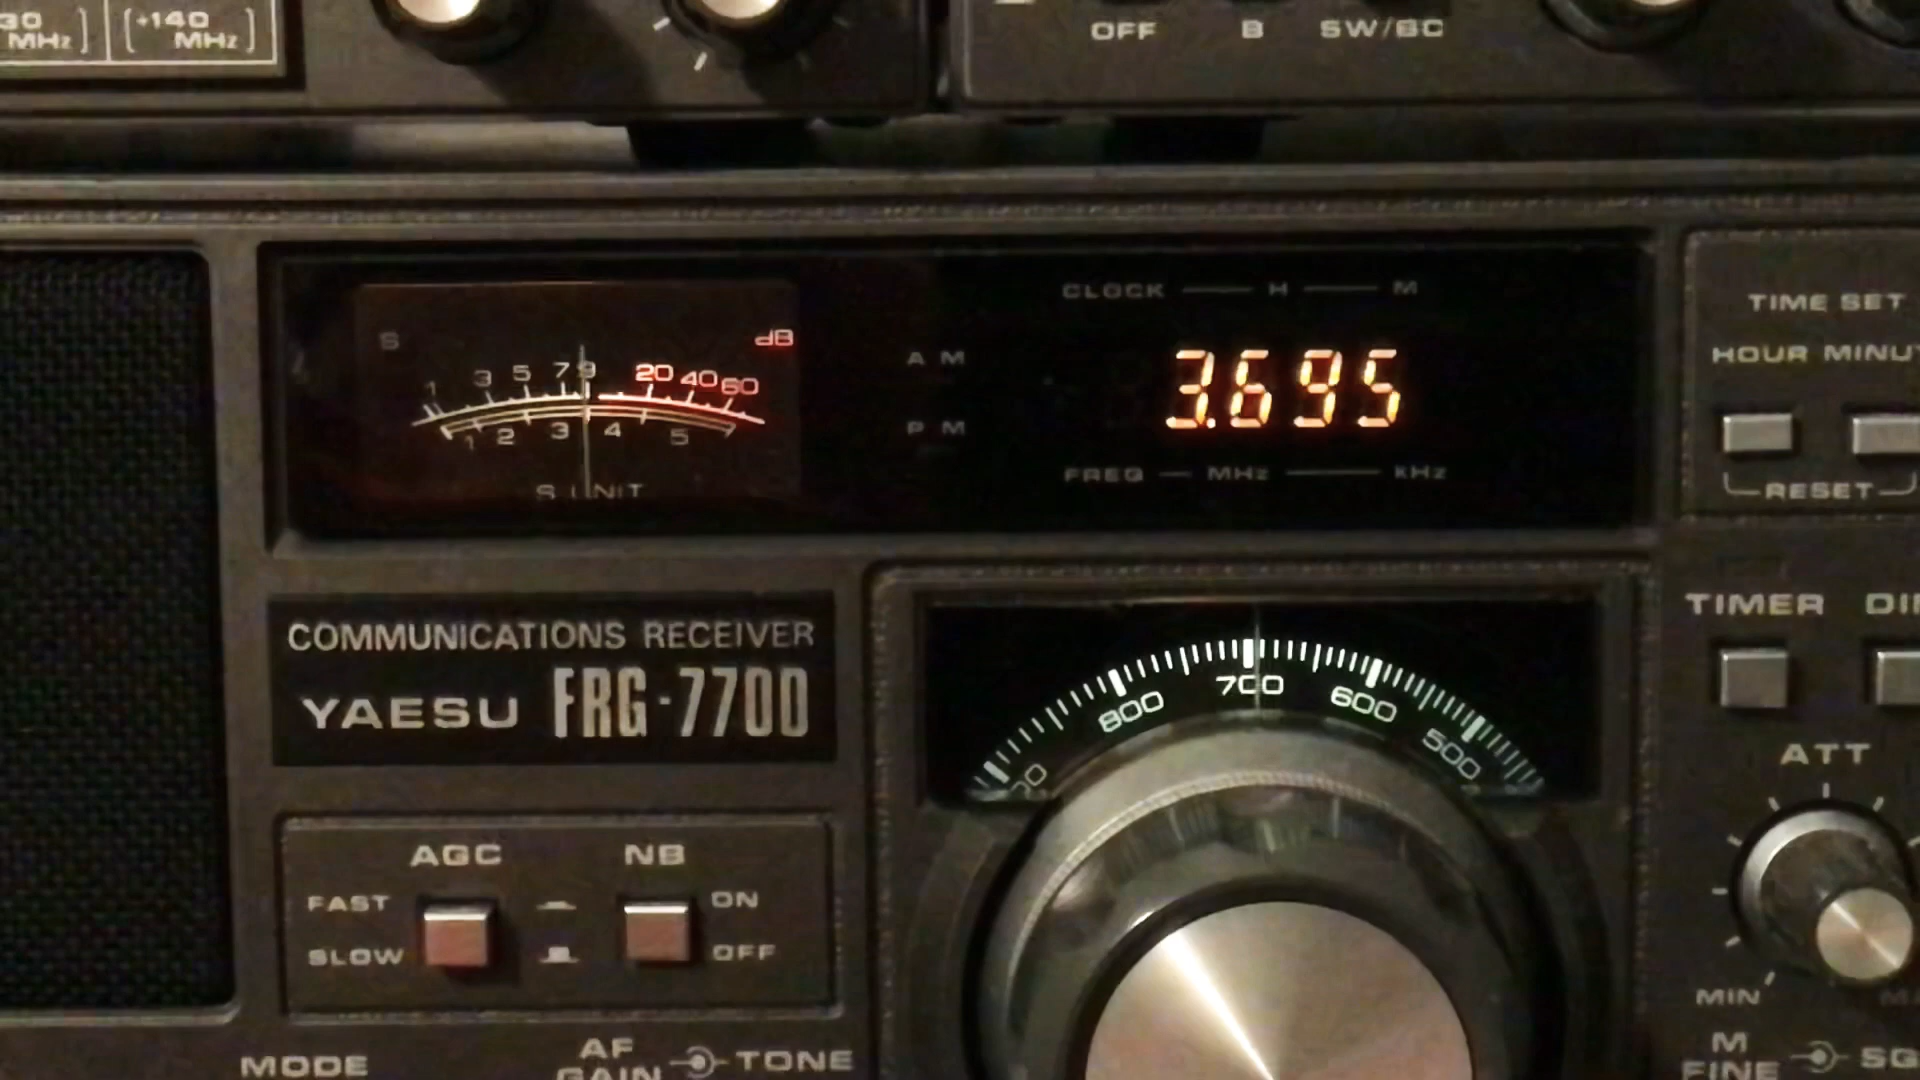 30 MHz
+140 MHz
OFF B SW/BC
CLOCK H M
S dB
1 3 5 7 9 20 40 60
1 2 3 4 5
S UNIT
A M
P M
3.695
FREQ MHz KHz
TIME SET
HOUR
RESET
COMMUNICATIONS RECEIVER
YAESU FRG-7700
800 700 600 500
TIMER
ATT
MIN
AGC NB
FAST ON
SLOW OFF
MODE
AF GAIN TONE
M
FINE